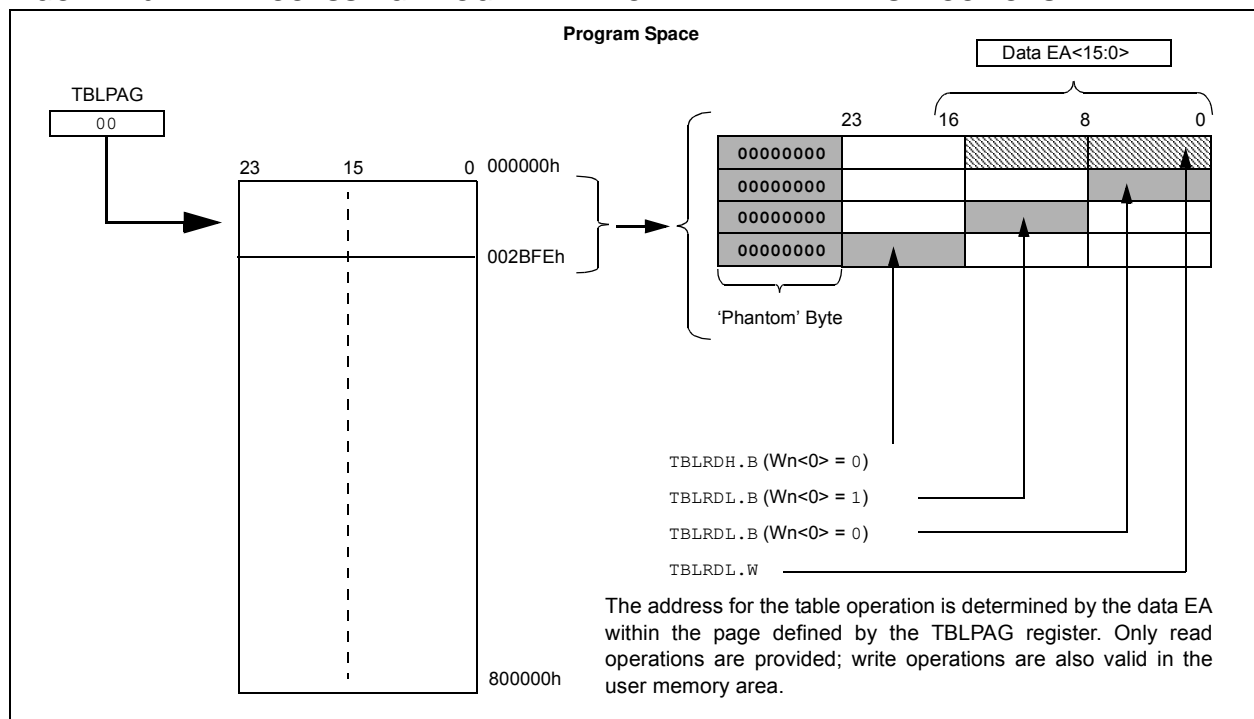 Program Space
Data EA<15:0>
TBLPAG
00
23 16 8 0
23 15 0
000000h
002BFEh
800000h
00000000
00000000
00000000
00000000
‘Phantom’ Byte
TBLRDH.B (Wn<0> = 0)
TBLRDL.B (Wn<0> = 1)
TBLRDL.B (Wn<0> = 0)
TBLRDL.W
The address for the table operation is determined by the data EA
within the page defined by the TBLPAG register. Only read
operations are provided; write operations are also valid in the
user memory area.